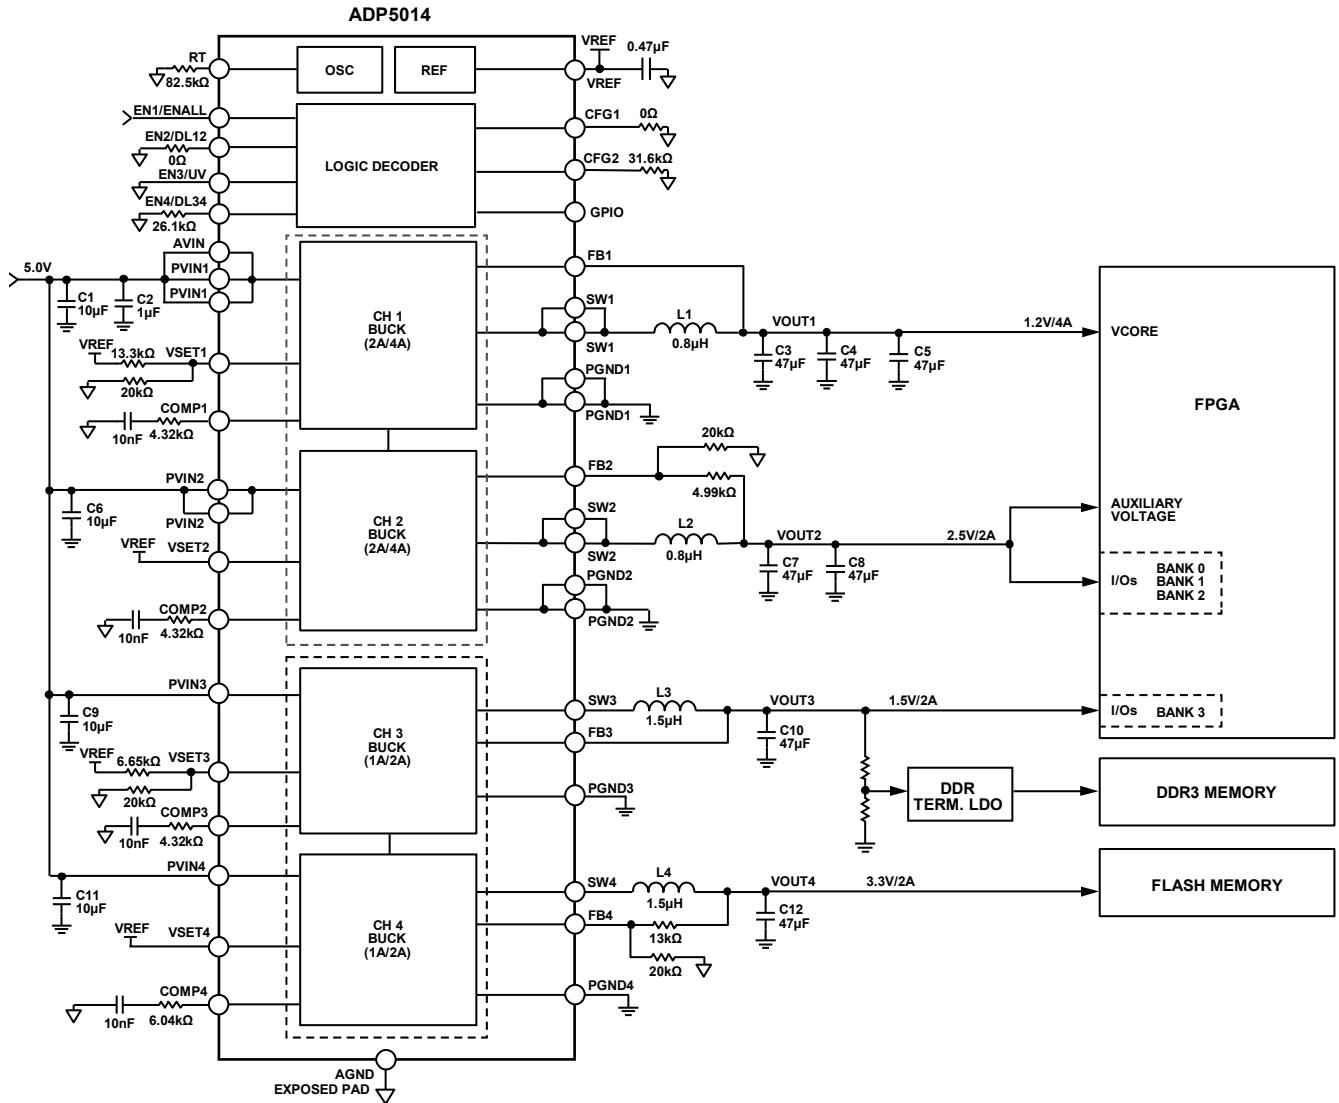 ADP5014
RT
82.5kΩ
OSC
REF
VREF
0.47µF
VREF
EN1/ENALL
EN2/DL12
0Ω
EN3/UV
EN4/DL34
26.1kΩ
LOGIC DECODER
CFG1
0Ω
CFG2
31.6kΩ
GPIO
5.0V
AVIN
PVIN1
PVIN1
C1
10µF
C2
1µF
VREF
13.3kΩ
VSET1
20kΩ
COMP1
10nF
4.32kΩ
CH 1
BUCK
(2A/4A)
FB1
SW1
SW1
L1
0.8µH
VOUT1
1.2V/4A
C3
47µF
C4
47µF
C5
47µF
PGND1
PGND1
VCORE
FPGA
PVIN2
PVIN2
C6
10µF
VREF
VSET2
COMP2
10nF
4.32kΩ
CH 2
BUCK
(2A/4A)
20kΩ
FB2
4.99kΩ
SW2
SW2
L2
0.8µH
VOUT2
2.5V/2A
C7
47µF
C8
47µF
PGND2
PGND2
AUXILIARY
VOLTAGE
I/Os
BANK 0
BANK 1
BANK 2
PVIN3
C9
10µF
VREF
6.65kΩ
VSET3
20kΩ
COMP3
10nF
4.32kΩ
CH 3
BUCK
(1A/2A)
SW3
L3
1.5µH
FB3
VOUT3
1.5V/2A
C10
47µF
PGND3
I/Os
BANK 3
DDR
TERM. LDO
DDR3 MEMORY
PVIN4
C11
10µF
VREF
VSET4
COMP4
10nF
6.04kΩ
CH 4
BUCK
(1A/2A)
SW4
L4
1.5µH
FB4
13kΩ
20kΩ
VOUT4
3.3V/2A
C12
47µF
PGND4
FLASH MEMORY
AGND
EXPOSED PAD